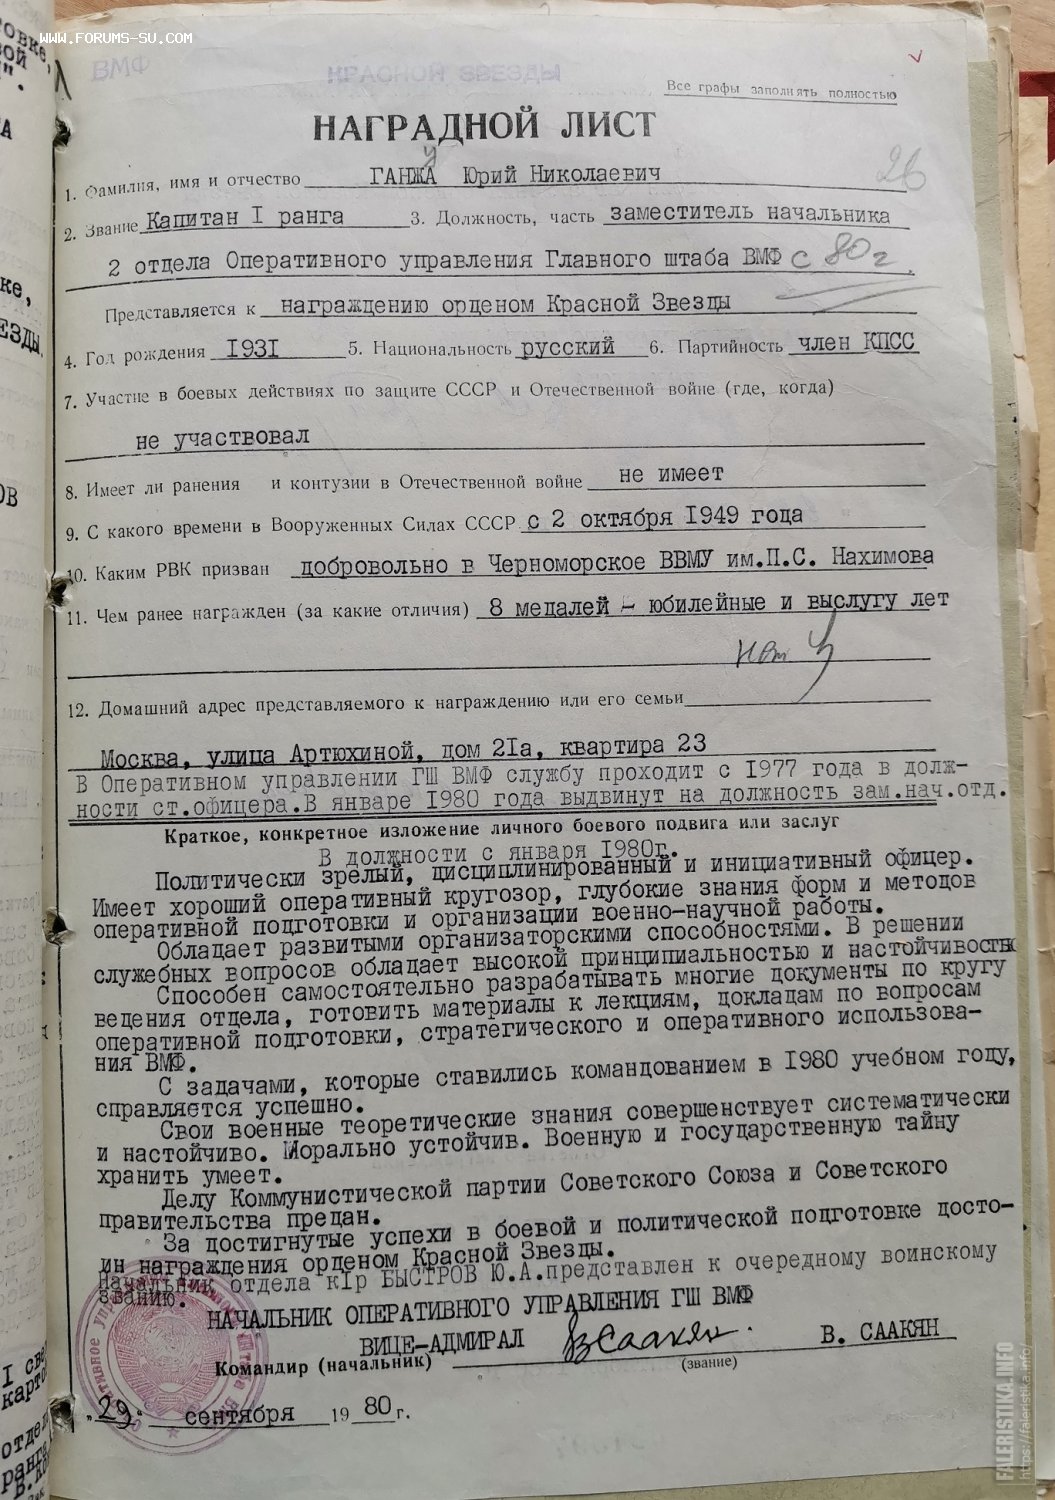 WWW.FORUMS-SU.COM
ВМФ
КРАСНОЙ ЗВЕЗДЫ
Все графы заполнять полностью
НАГРАДНОЙ ЛИСТ
у
1. Фамилия, имя и отчество ГАНЖА Юрий Николаевич
26
2. Звание Капитан I ранга 3. Должность, часть заместитель начальника
2 отдела Оперативного управления Главного штаба ВМФ с 80г.
Представляется к награждению орденом Красной Звезды
4. Год рождения 1931 5. Национальность русский 6. Партийность член КПСС
7. Участие в боевых действиях по защите СССР и Отечественной войне (где, когда)
не участвовал
8. Имеет ли ранения и контузии в Отечественной войне не имеет
9. С какого времени в Вооруженных Силах СССР с 2 октября 1949 года
10. Каким РВК призван добровольно в Черноморское ВВМУ им.П.С. Нахимова
11. Чем ранее награжден (за какие отличия) 8 медалей - юбилейные и выслугу лет
12. Домашний адрес представляемого к награждению или его семьи
Москва, улица Артюхиной, дом 21а, квартира 23
В Оперативном управлении ГШ ВМФ службу проходит с 1977 года в долж-
ности ст.офицера.В январе 1980 года выдвинут на должность зам.нач.отд.
Краткое, конкретное изложение личного боевого подвига или заслуг
В должности с января 1980г.
Политически зрелый, дисциплинированный и инициативный офицер.
Имеет хороший оперативный кругозор, глубокие знания форм и методов
оперативной подготовки и организации военно-научной работы.
Обладает развитыми организаторскими способностями. В решении
служебных вопросов обладает высокой принципиальностью и настойчивостью
Способен самостоятельно разрабатывать многие документы по кругу
ведения отдела, готовить материалы к лекциям, докладам по вопросам
оперативной подготовки, стратегического и оперативного использова-
ния ВМФ.
С задачами, которые ставились командованием в 1980 учебном году,
справляется успешно.
Свои военные теоретические знания совершенствует систематически
и настойчиво. Морально устойчив. Военную и государственную тайну
хранить умеет.
Делу Коммунистической партии Советского Союза и Советского
правительства предан.
За достигнутые успехи в боевой и политической подготовке досто-
ин награждения орденом Красной Звезды.
Начальник отдела к1р БЫСТРОВ Ю.А.представлен к очередному воинскому
званию.
НАЧАЛЬНИК ОПЕРАТИВНОГО УПРАВЛЕНИЯ ГШ ВМФ
ВИЦЕ-АДМИРАЛ ВСаакян. В. СААКЯН
Командир (начальник) (звание)
"29" сентября 1980г.
FALERISTIKA.INFO
https://faleristika.info